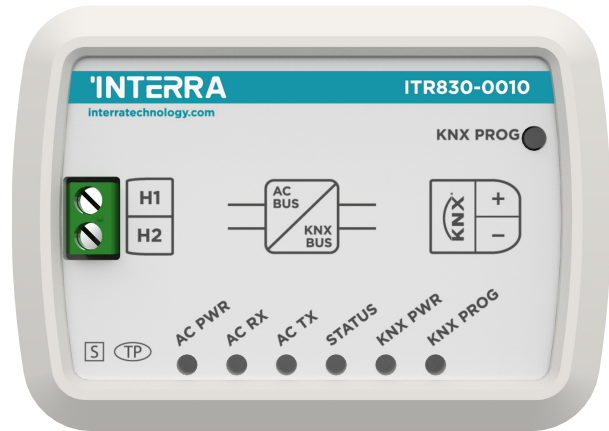 INTERRA
ITR830-0010
interratechnology.com
KNX PROG
H1
H2
AC
BUS
KNX
BUS
KNX
+
−
AC PWR
AC RX
AC TX
STATUS
KNX PWR
KNX PROG
S
TP